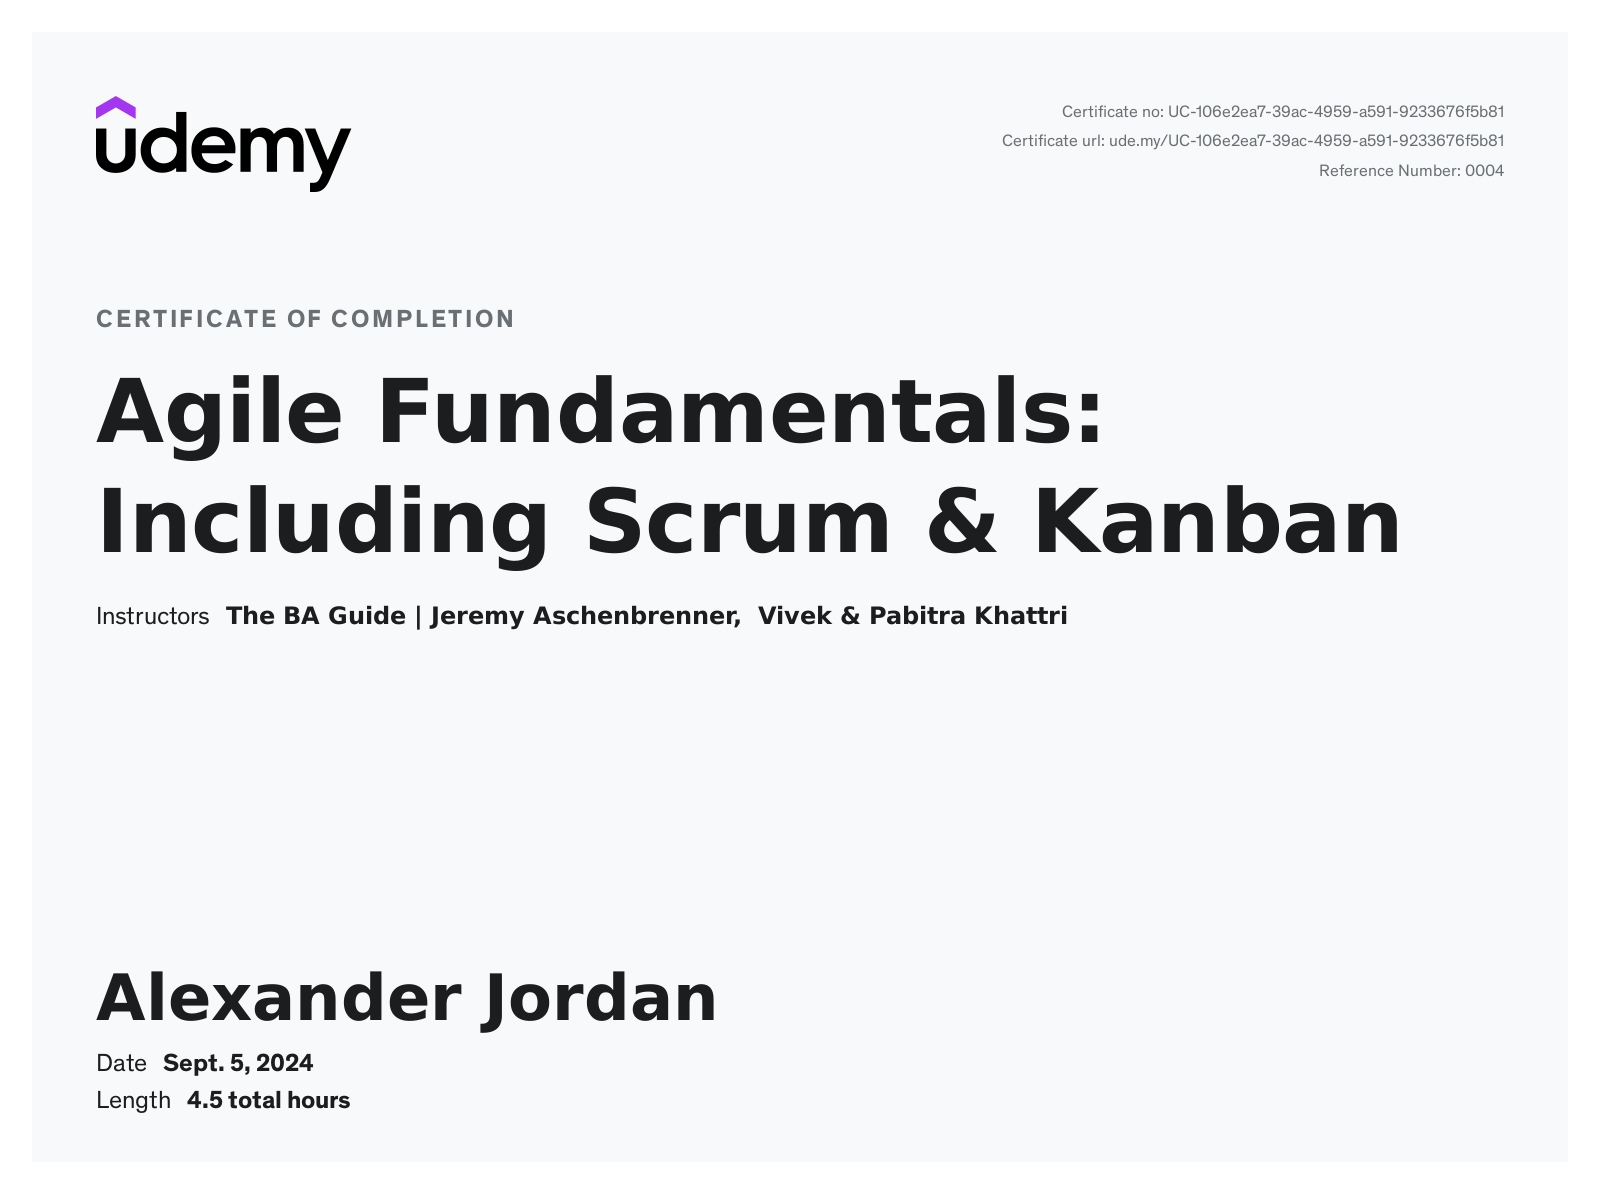 udemy
Certificate no: UC-106e2ea7-39ac-4959-a591-9233676f5b81
Certificate url: ude.my/UC-106e2ea7-39ac-4959-a591-9233676f5b81
Reference Number: 0004
CERTIFICATE OF COMPLETION
Agile Fundamentals:
Including Scrum & Kanban
Instructors The BA Guide | Jeremy Aschenbrenner, Vivek & Pabitra Khattri
Alexander Jordan
Date Sept. 5, 2024
Length 4.5 total hours